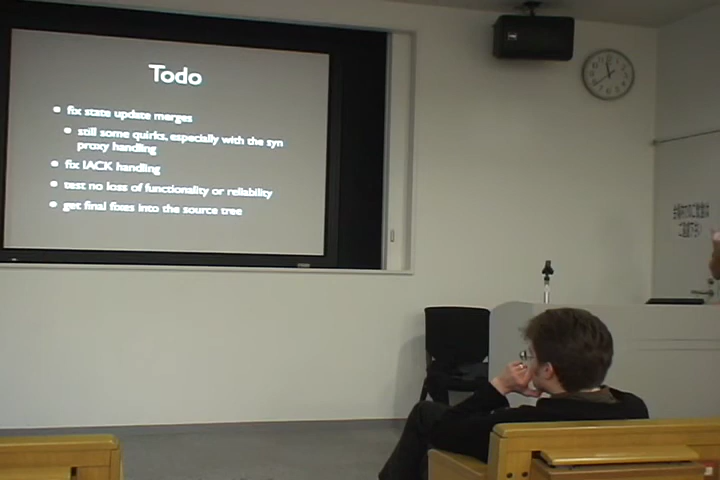 Todo
fix state update merges
still some quirks, especially with the syn
proxy handling
fix IACK handling
test no loss of functionality or reliability
get final fixes into the source tree